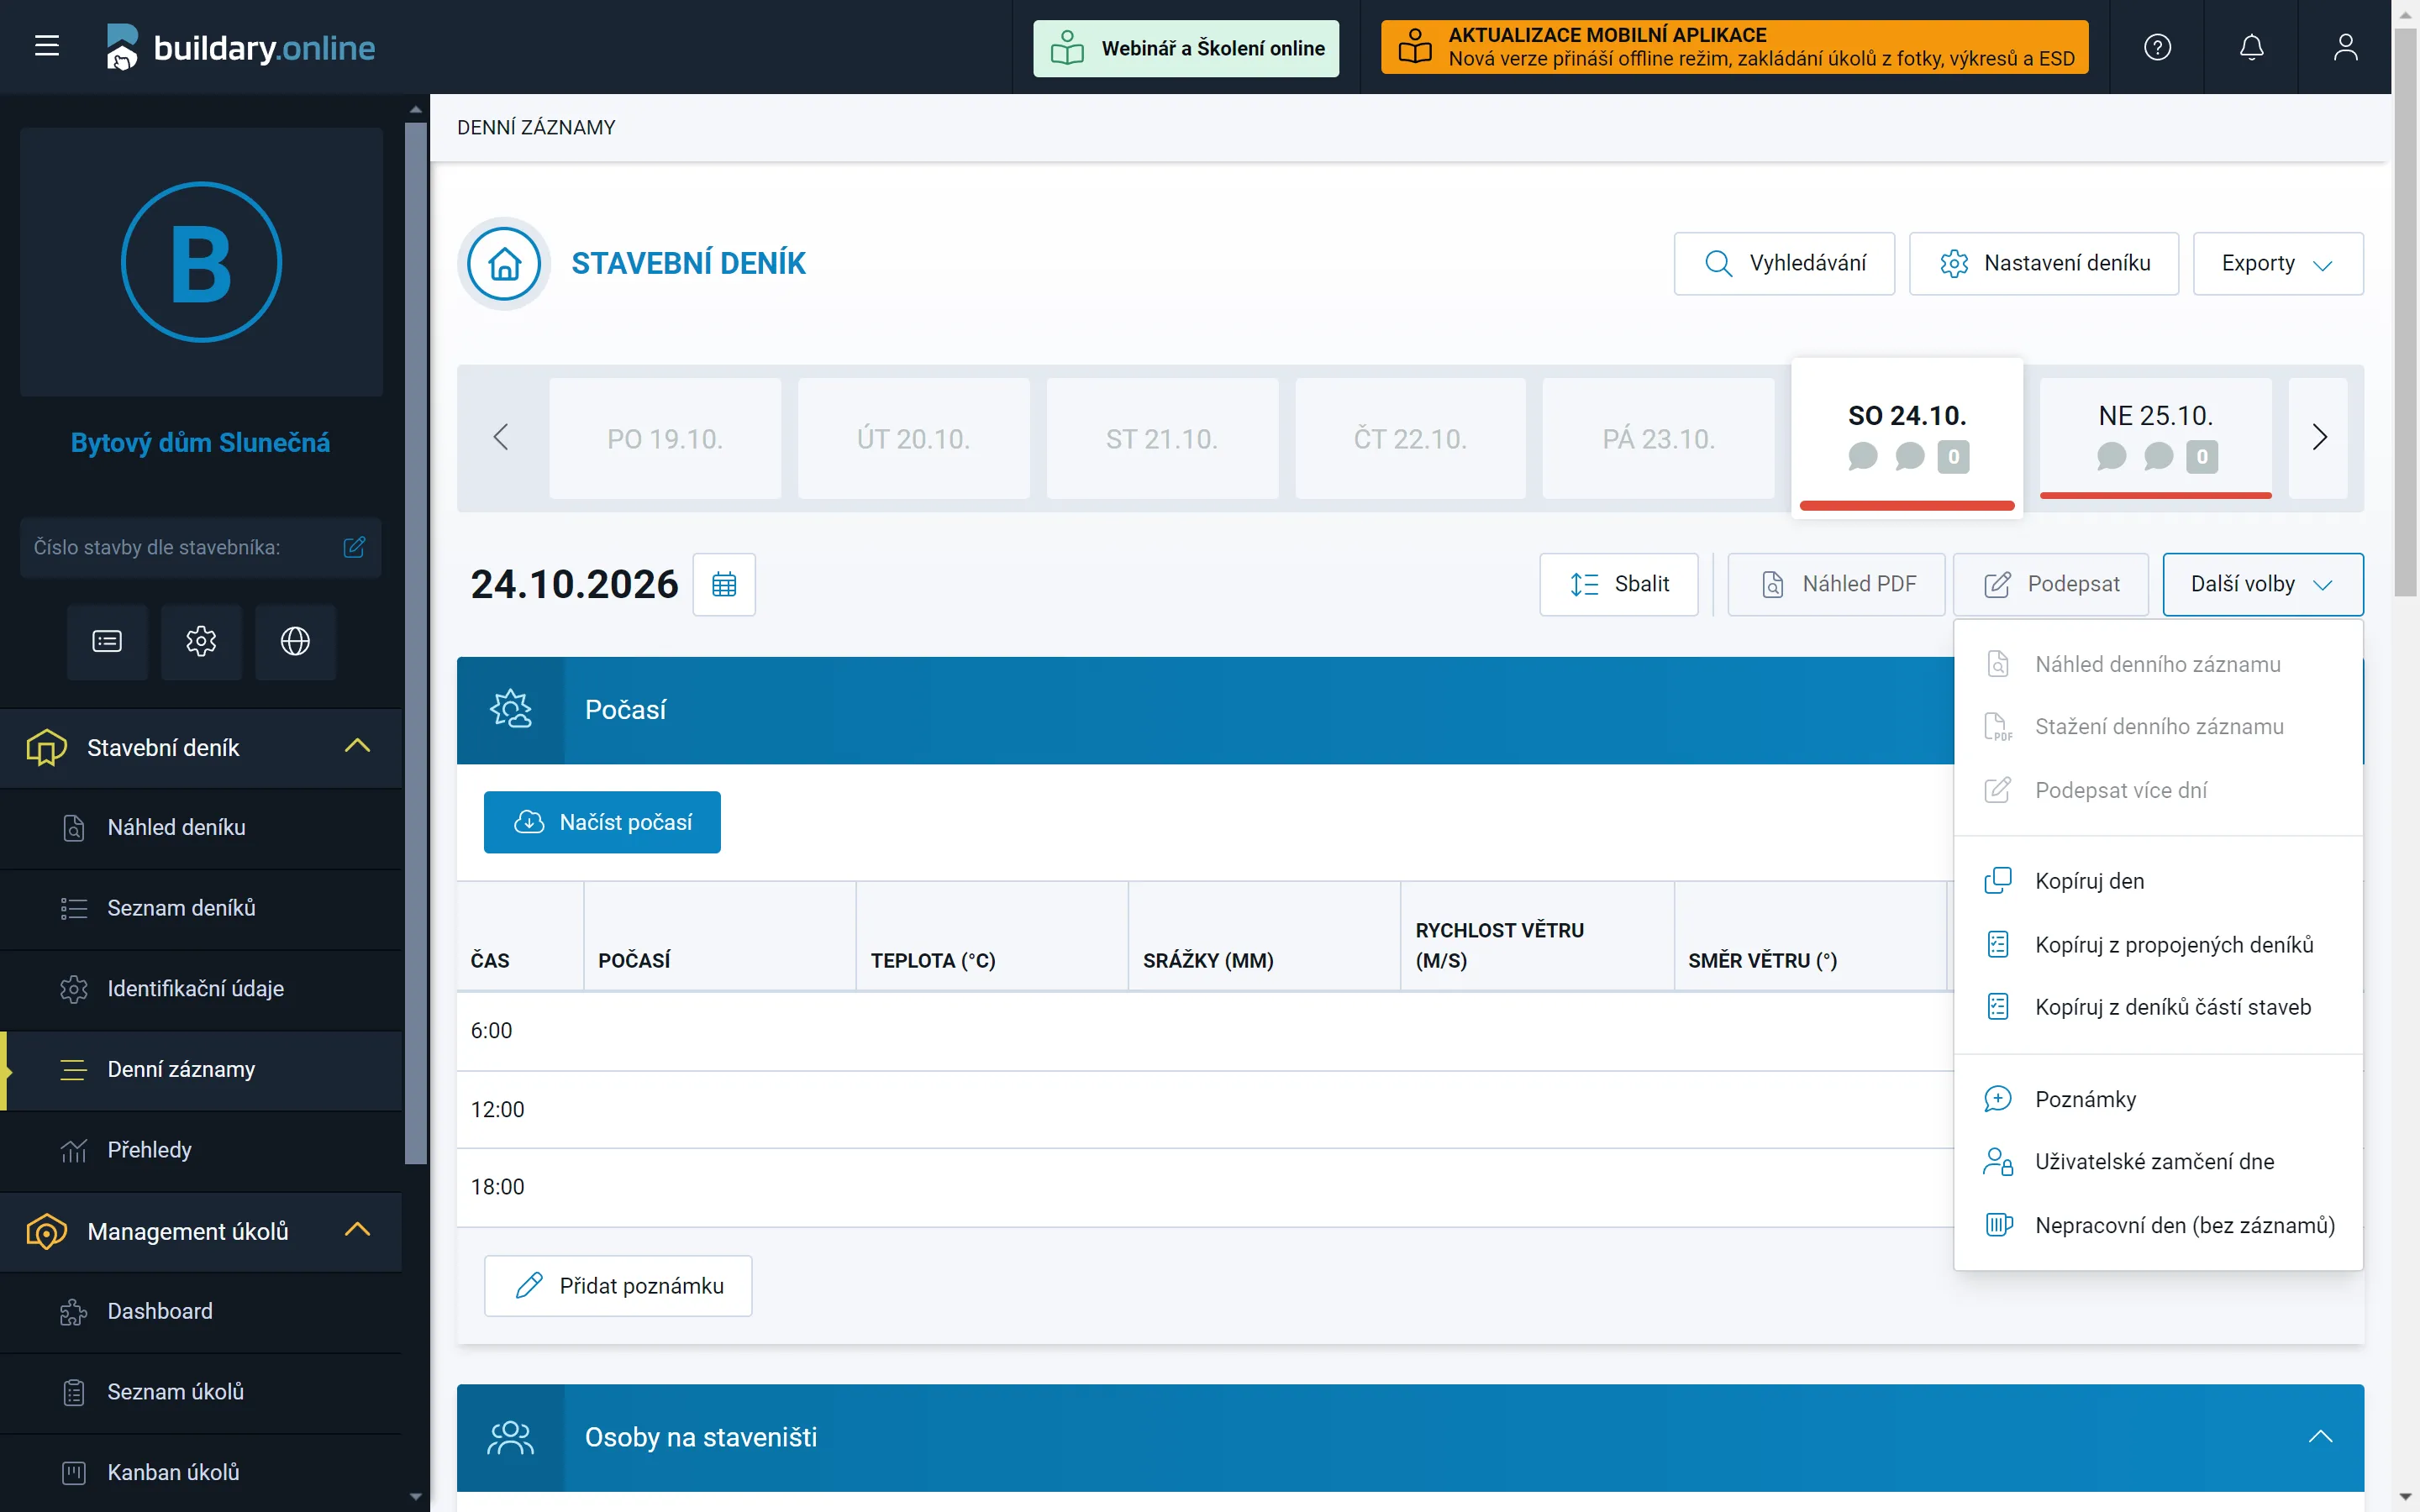 buildary.online
Webinář a Školení online
AKTUALIZACE MOBILNÍ APLIKACE
Nová verze přináší offline režim, zakládání úkolů z fotky, výkresů a ESD
B
Bytový dům Slunečná
Číslo stavby dle stavebníka:
Stavební deník
Náhled deníku
Seznam deníků
Identifikační údaje
Denní záznamy
Přehledy
Management úkolů
Dashboard
Seznam úkolů
Kanban úkolů
DENNÍ ZÁZNAMY
STAVEBNÍ DENÍK
Vyhledávání
Nastavení deníku
Exporty
PO 19.10.
ÚT 20.10.
ST 21.10.
ČT 22.10.
PÁ 23.10.
SO 24.10.
0
NE 25.10.
0
24.10.2026
Sbalit
Náhled PDF
Podepsat
Další volby
Náhled denního záznamu
PDF
Stažení denního záznamu
Podepsat více dní
Kopíruj den
Kopíruj z propojených deníků
Kopíruj z deníků částí staveb
Poznámky
Uživatelské zamčení dne
Nepracovní den (bez záznamů)
Počasí
Načíst počasí
ČAS
POČASÍ
TEPLOTA (°C)
SRÁŽKY (MM)
RYCHLOST VĚTRU
(M/S)
SMĚR VĚTRU (°)
6:00
12:00
18:00
Přidat poznámku
Osoby na staveništi